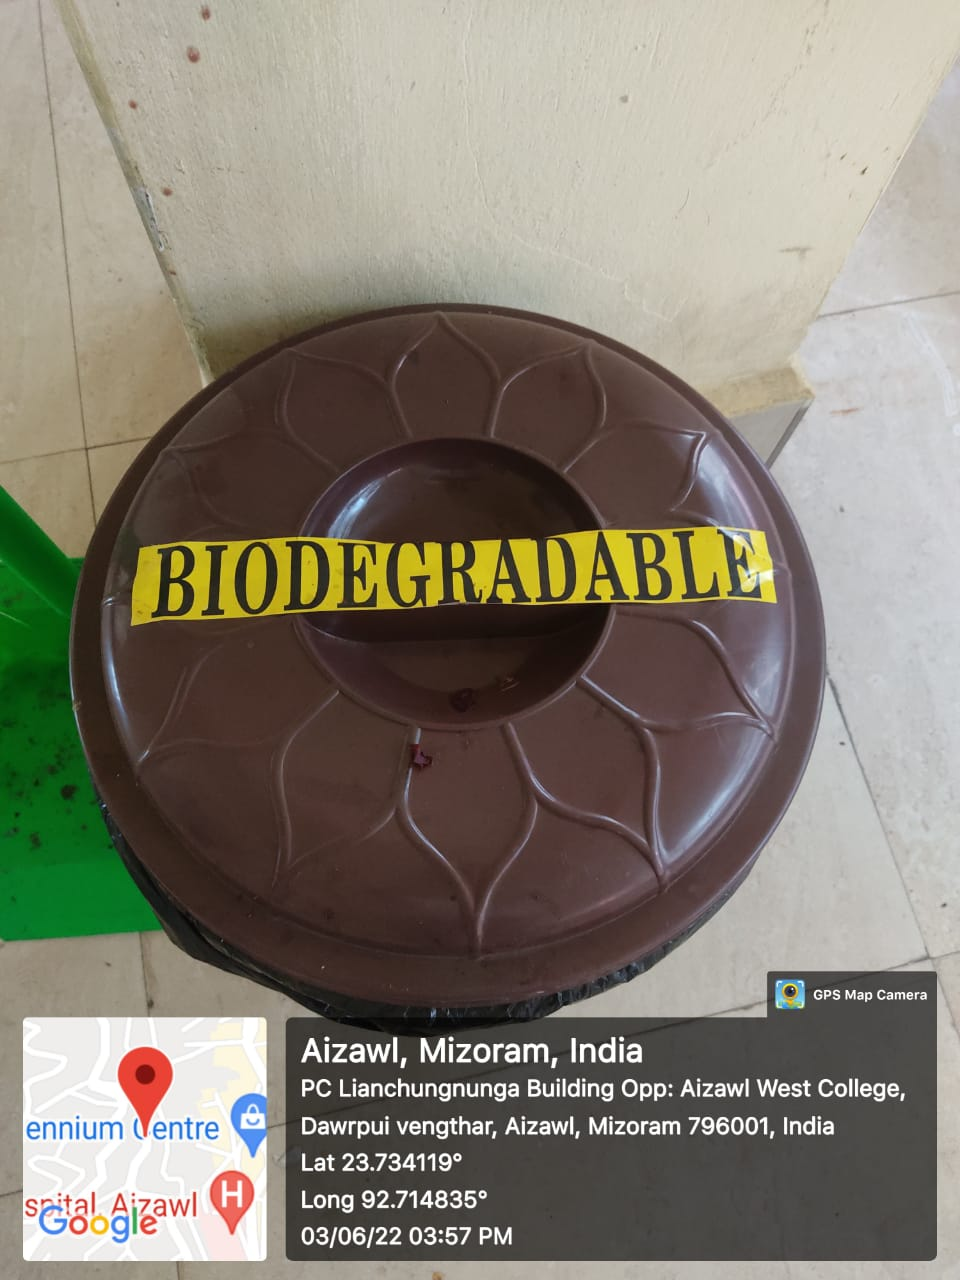 BIODEGRADABLE
GPS Map Camera
Aizawl, Mizoram, India
PC Lianchungnunga Building Opp: Aizawl West College,
Dawrpui vengthar, Aizawl, Mizoram 796001, India
Lat 23.734119°
Long 92.714835°
03/06/22 03:57 PM
ennium Centre
H
spital, Aizawl
Google